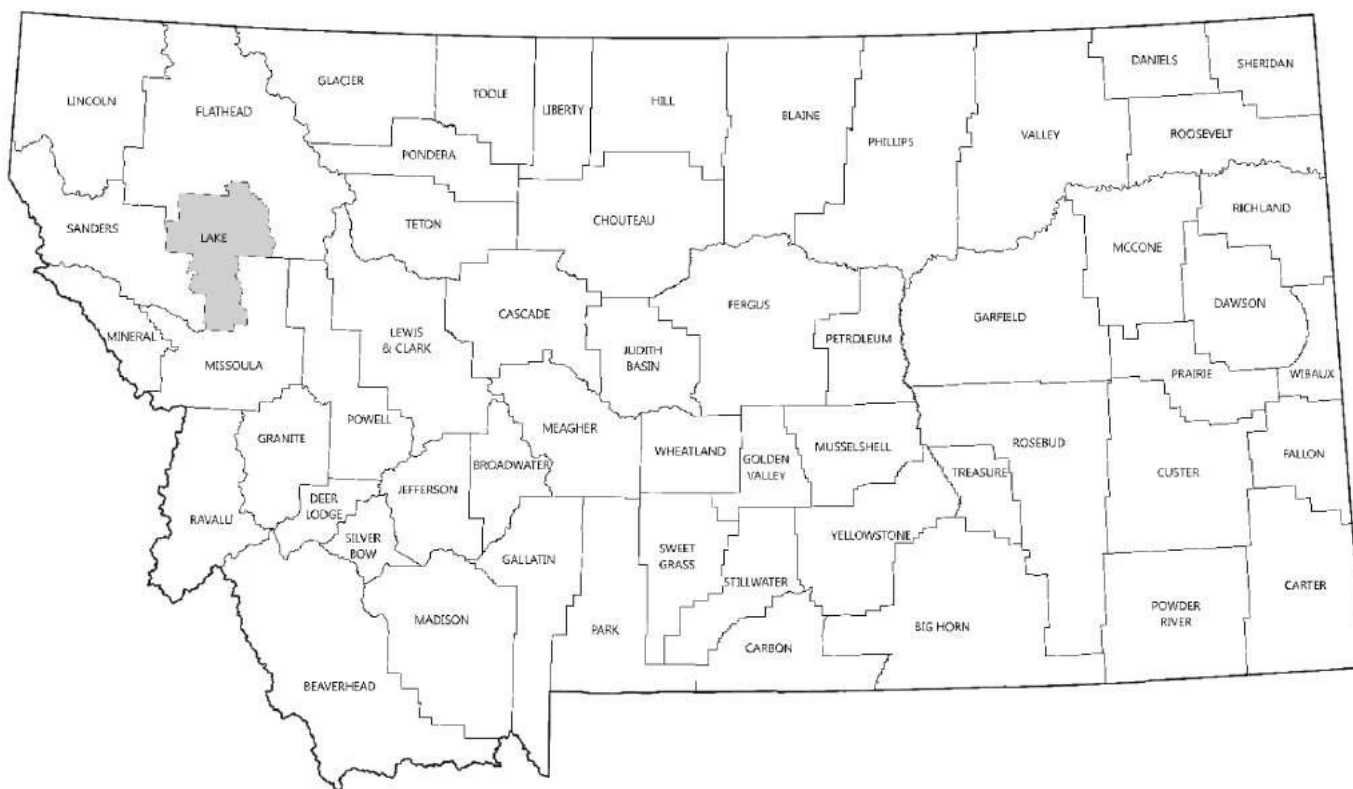 DANIELS
SHERIDAN
GLACIER
TOOLE
LIBERTY
HILL
LINCOLN
FLATHEAD
BLAINE
PHILLIPS
VALLEY
ROOSEVELT
PONDERA
RICHLAND
CHOUTEAU
TETON
SANDERS
LAKE
MCCONE
DAWSON
FERGUS
CASCADE
GARFIELD
LEWIS
& CLARK
MINERAL
PETROLEUM
JUDITH
BASIN
MISSOULA
PRAIRIE
WIBAUX
POWELL
MEAGHER
GRANITE
ROSEBUD
MUSSELSHELL
WHEATLAND
GOLDEN
VALLEY
FALLON
BROADWATER
TREASURE
CUSTER
JEFFERSON
DEER
LODGE
RAVALLI
SILVER
BOW
YELLOWSTONE
GALLATIN
SWEET
GRASS
STILLWATER
CARTER
POWDER
RIVER
MADISON
PARK
BIG HORN
CARBON
BEAVERHEAD